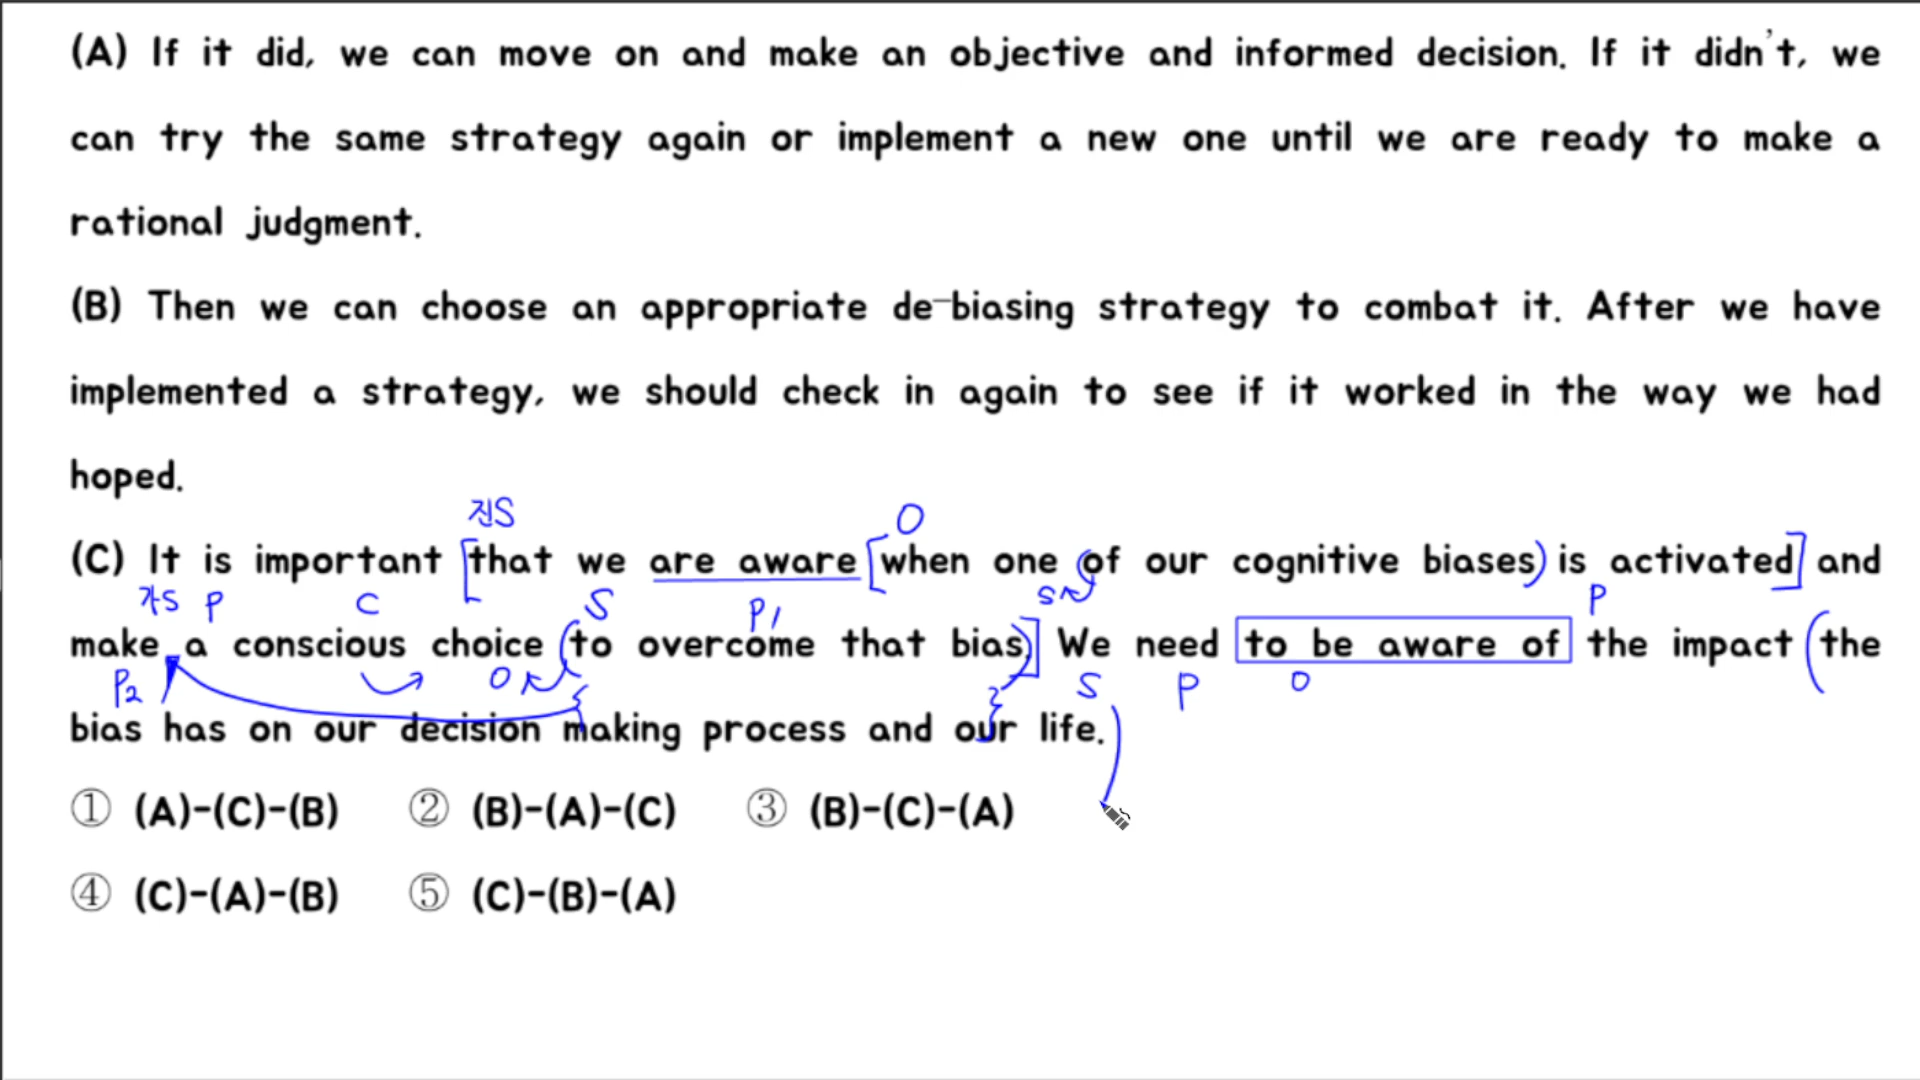 (A) If it did, we can move on and make an objective and informed decision. If it didn't, we
can try the same strategy again or implement a new one until we are ready to make a
rational judgment.
(B) Then we can choose an appropriate de-biasing strategy to combat it. After we have
implemented a strategy, we should check in again to see if it worked in the way we had
hoped.
진S O
(C) It is important [that we are aware [when one (of our cognitive biases) is activated] and
가S P C S P1 S P
make a conscious choice (to overcome that bias.)] We need to be aware of the impact (the
P2 O S P O
bias has on our decision making process and our life.)
① (A)-(C)-(B) ② (B)-(A)-(C) ③ (B)-(C)-(A)
④ (C)-(A)-(B) ⑤ (C)-(B)-(A)